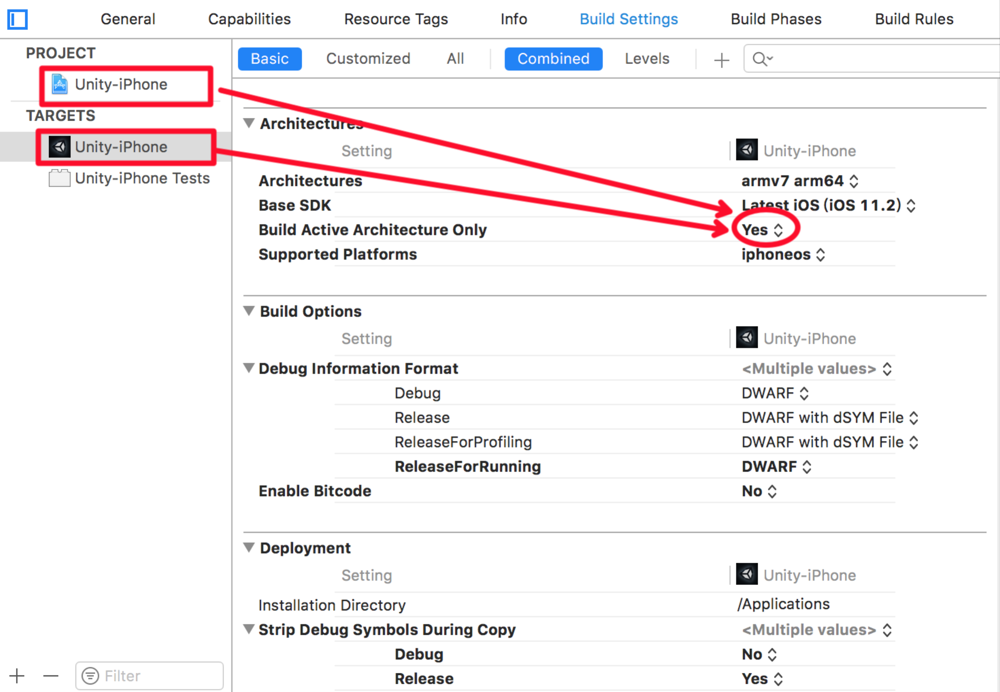 General Capabilities Resource Tags Info Build Settings Build Phases Build Rules
PROJECT
Basic Customized All Combined Levels
Unity-iPhone
TARGETS
Unity-iPhone
Unity-iPhone Tests
Architectures
Setting Unity-iPhone
Architectures armv7 arm64
Base SDK Latest iOS (iOS 11.2)
Build Active Architecture Only Yes
Supported Platforms iphoneos
Build Options
Setting Unity-iPhone
Debug Information Format <Multiple values>
Debug DWARF
Release DWARF with dSYM File
ReleaseForProfiling DWARF with dSYM File
ReleaseForRunning DWARF
Enable Bitcode No
Deployment
Setting Unity-iPhone
Installation Directory /Applications
Strip Debug Symbols During Copy <Multiple values>
Debug No
Release Yes
Filter